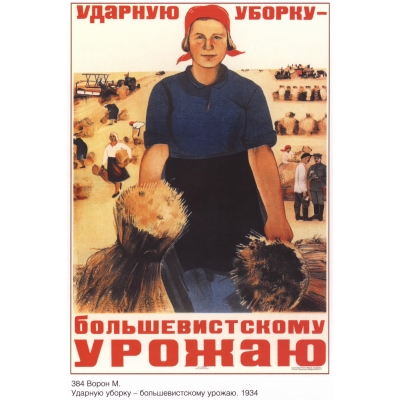 УДАРНУЮ УБОРКУ–
БОЛЬШЕВИСТСКОМУ
УРОЖАЮ
384 Ворон М.
Ударную уборку – большевистскому урожаю. 1934